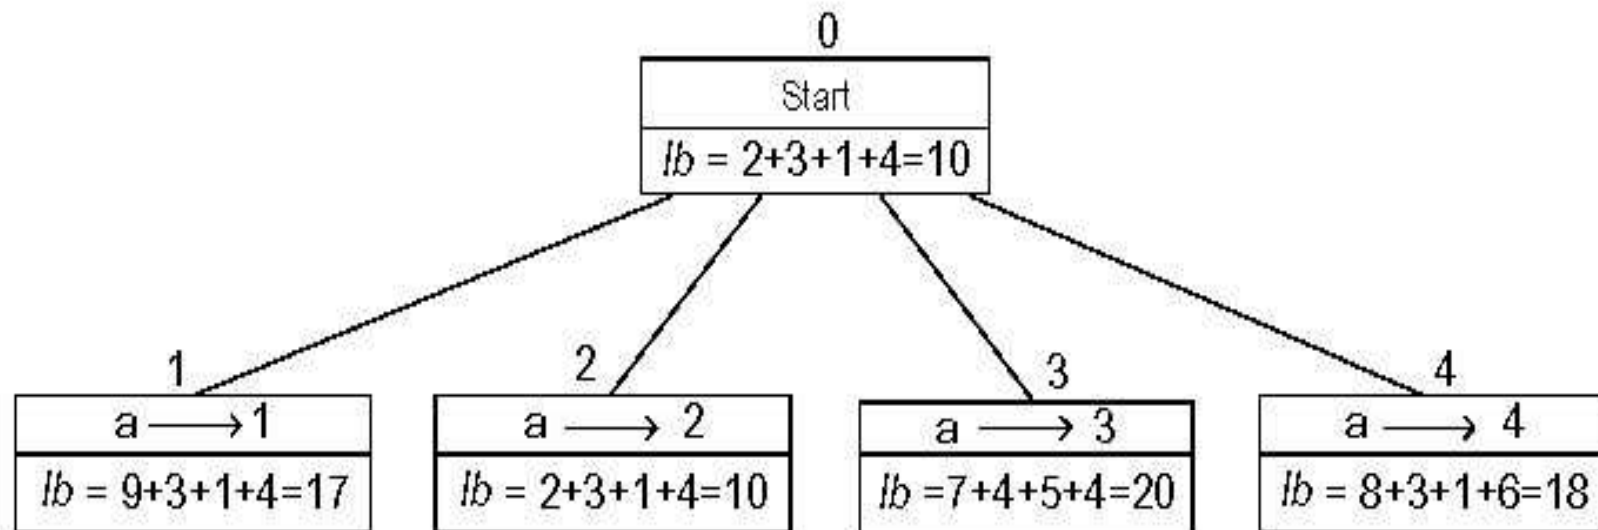 0
Start
lb = 2+3+1+4=10
1
2
3
4
a → 1
a → 2
a → 3
a → 4
lb = 9+3+1+4=17
lb = 2+3+1+4=10
lb =7+4+5+4=20
lb = 8+3+1+6=18